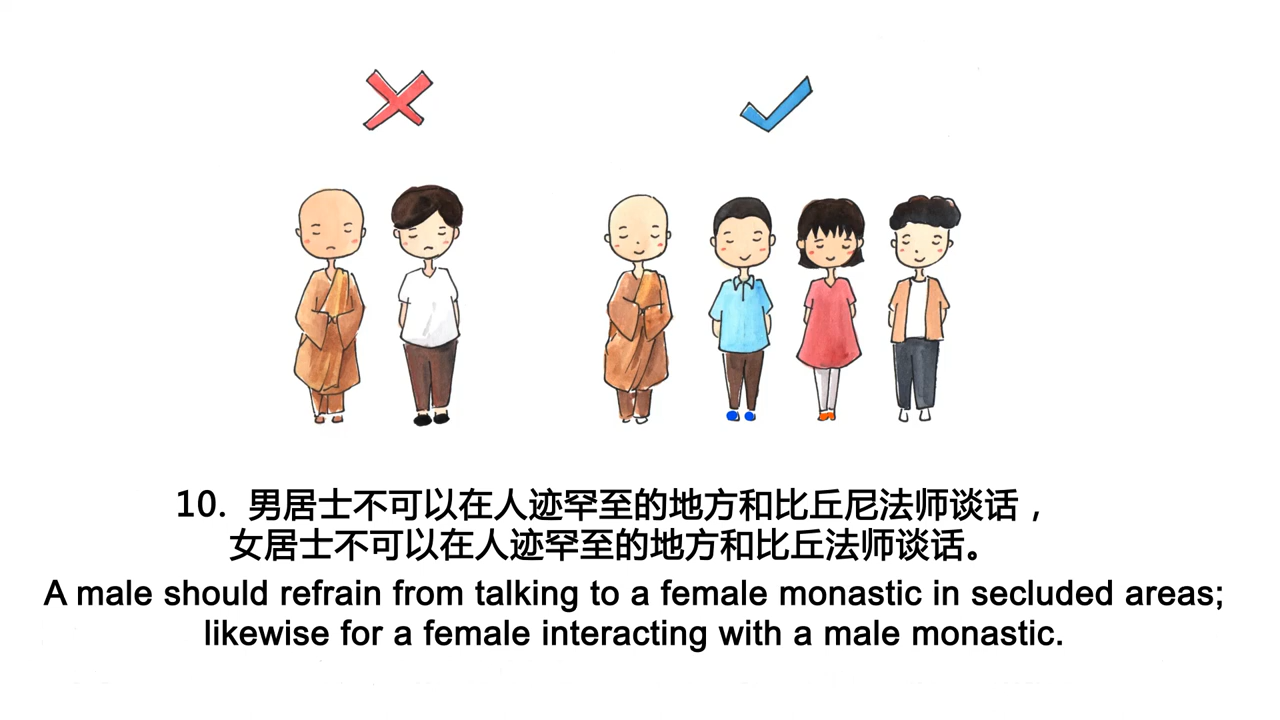 10. 男居士不可以在人迹罕至的地方和比丘尼法师谈话，
女居士不可以在人迹罕至的地方和比丘法师谈话。
A male should refrain from talking to a female monastic in secluded areas;
likewise for a female interacting with a male monastic.